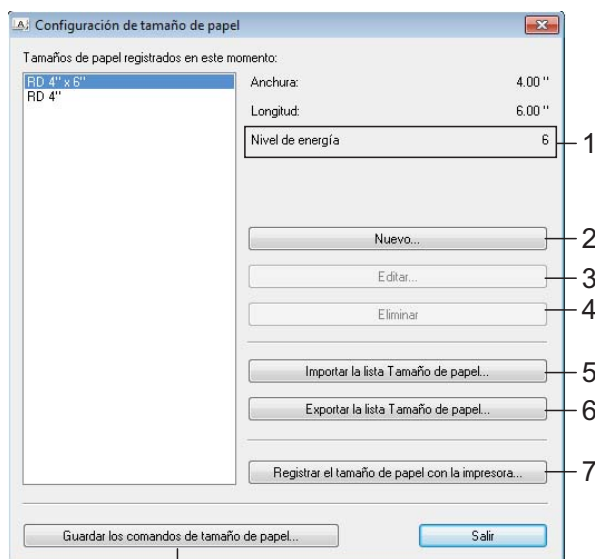 Configuración de tamaño de papel
Tamaños de papel registrados en este momento:
RD 4" x 6"
RD 4"
Anchura: 4.00 "
Longitud: 6.00 "
Nivel de energía 6
1
Nuevo... 2
Editar... 3
Eliminar 4
Importar la lista Tamaño de papel... 5
Exportar la lista Tamaño de papel... 6
Registrar el tamaño de papel con la impresora... 7
Guardar los comandos de tamaño de papel... Salir